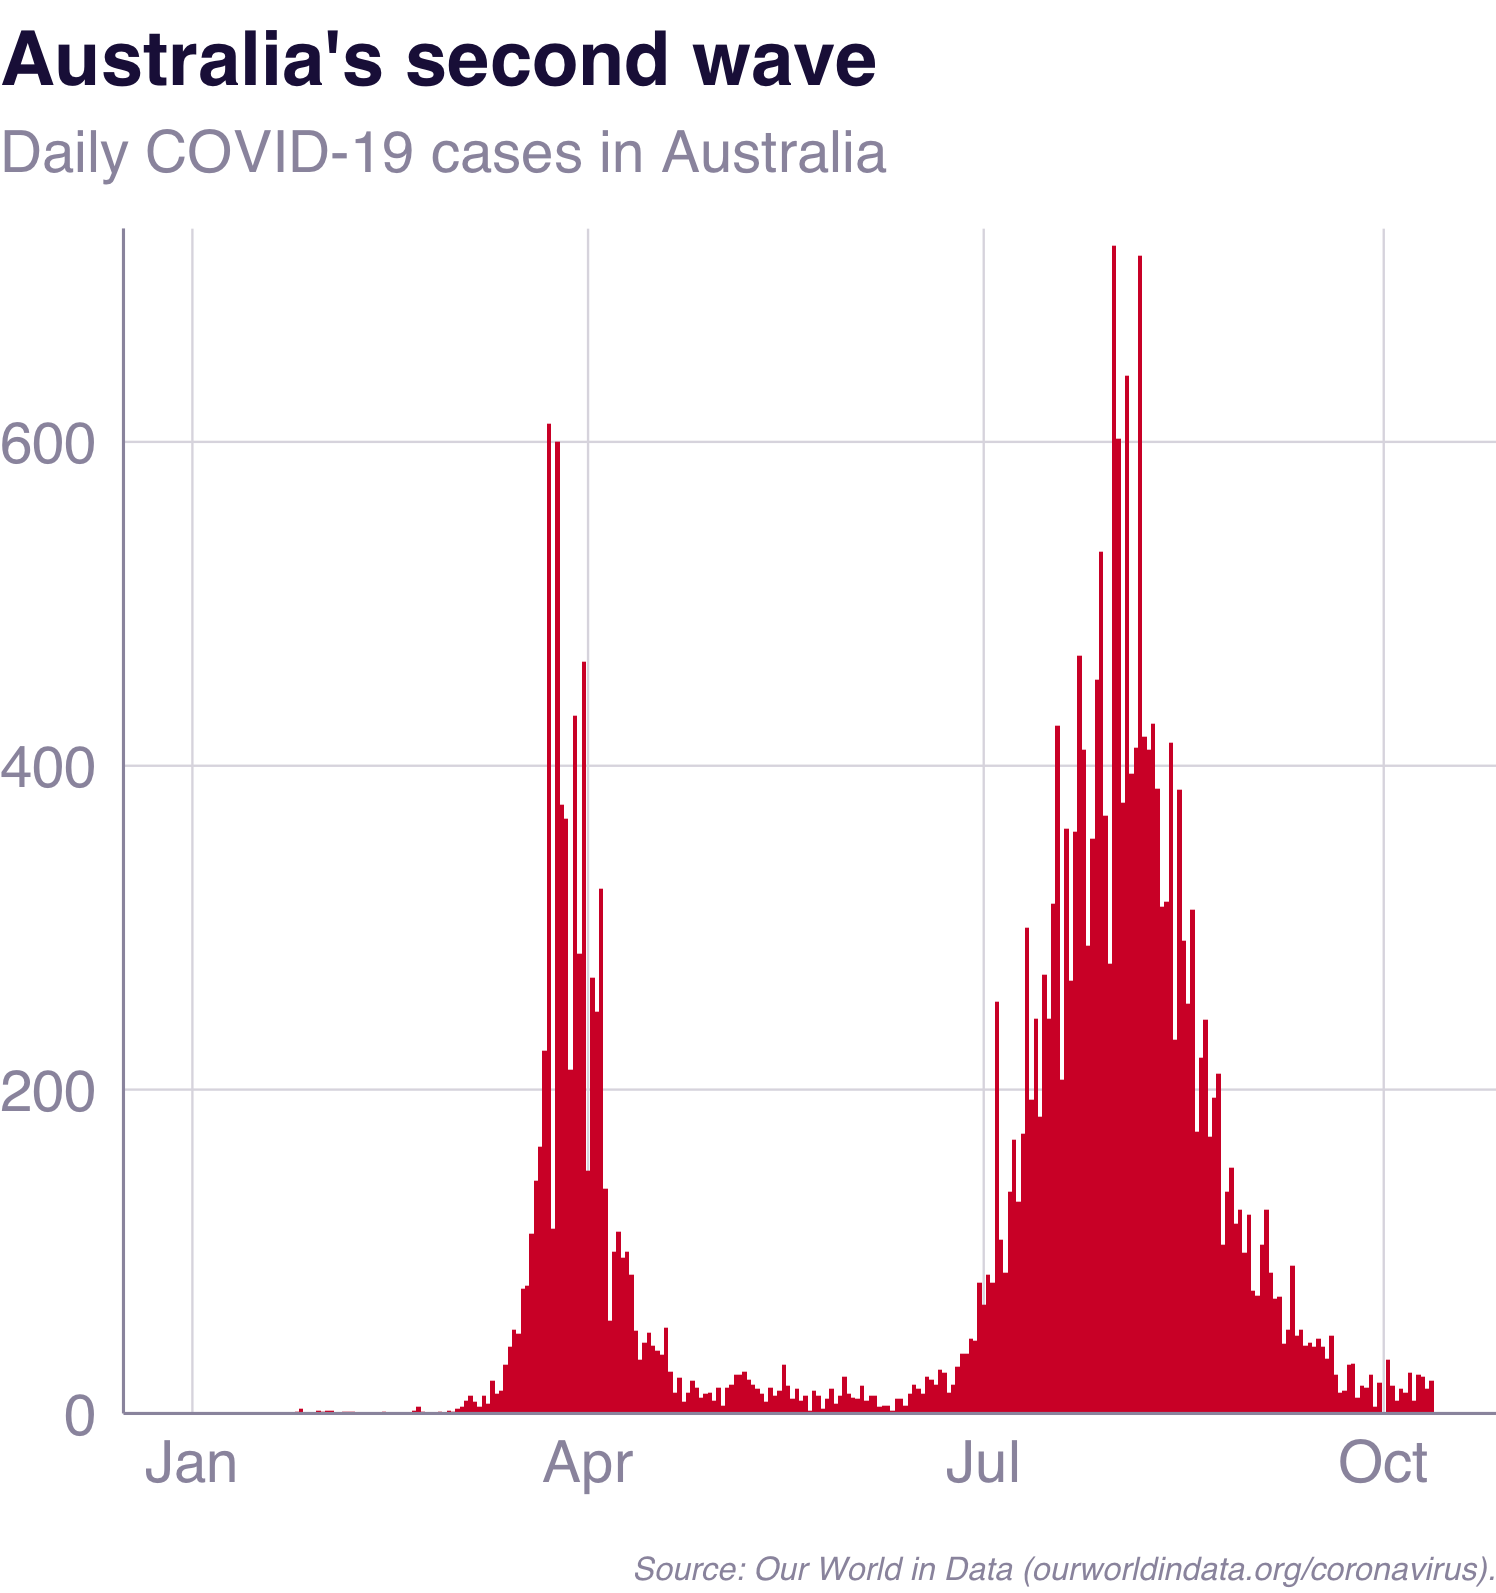 Australia's second wave
Daily COVID-19 cases in Australia
600
400
200
0
Jan Apr Jul Oct
Source: Our World in Data (ourworldindata.org/coronavirus).